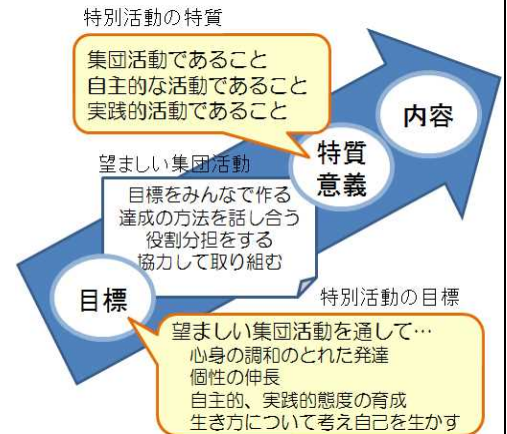 特別活動の特質
集団活動であること
自主的な活動であること
実践的活動であること
内容
特質
意義
望ましい集団活動
目標をみんなで作る
達成の方法を話し合う
役割分担をする
協力して取り組む
目標
特別活動の目標
望ましい集団活動を通して…
心身の調和のとれた発達
個性の伸長
自主的、実践的態度の育成
生き方について考え自己を生かす